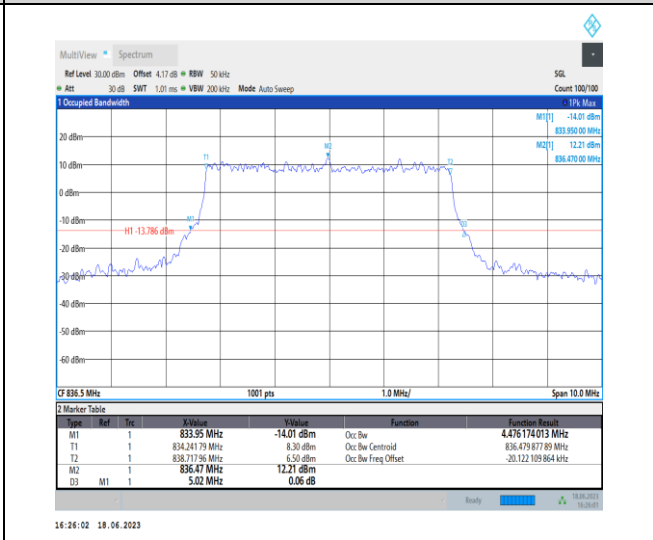 MultiView Spectrum
Ref Level 30.00 dBm Offset 4.17 dB RBW 50 kHz SGL
Att 30 dB SWT 1.01 ms VBW 200 kHz Mode Auto Sweep Count 100/100
1 Occupied Bandwidth 1Pk Max
M1[1] -14.01 dBm
833.950 00 MHz
M2[1] 12.21 dBm
836.470 00 MHz
20 dBm
M2
T1
T2
10 dBm
0 dBm
-10 dBm
M1
D3
H1 -13.786 dBm
-20 dBm
-30 dBm
-40 dBm
-50 dBm
-60 dBm
CF 836.5 MHz 1001 pts 1.0 MHz/ Span 10.0 MHz
2 Marker Table
Type Ref Trc X-Value Y-Value Function Function Result
M1 1 833.95 MHz -14.01 dBm Occ Bw 4.476 174 013 MHz
T1 1 834.241 79 MHz 8.30 dBm Occ Bw Centroid 836.479 877 89 MHz
T2 1 838.717 96 MHz 6.50 dBm Occ Bw Freq Offset -20.122 109 864 kHz
M2 1 836.47 MHz 12.21 dBm
D3 M1 1 5.02 MHz 0.06 dB
Ready 18.06.2023
16:26:01
16:26:02 18.06.2023